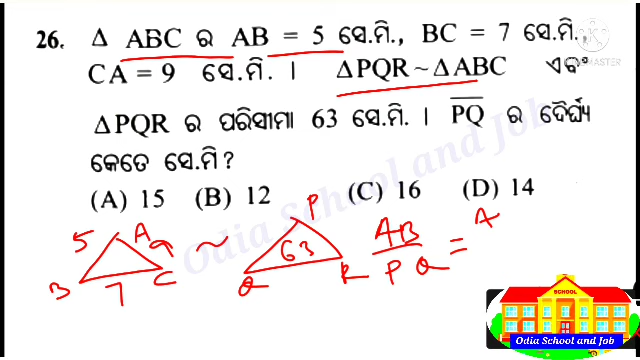 26. Δ ABC ର AB = 5 ସେ.ମି., BC = 7 ସେ.ମି.,
CA = 9 ସେ.ମି. । ΔPQR ~ ΔABC ଏବଂ
ΔPQR ର ପରିସୀମା 63 ସେ.ମି. । PQ ର ଦୈର୍ଘ୍ୟ
କେତେ ସେ.ମି ?
(A) 15 (B) 12 (C) 16 (D) 14
5 A 9 B 7 C ~ P 63 Q R AB/PQ = A
Odia School and Job
SCHOOL
Odia School and Job